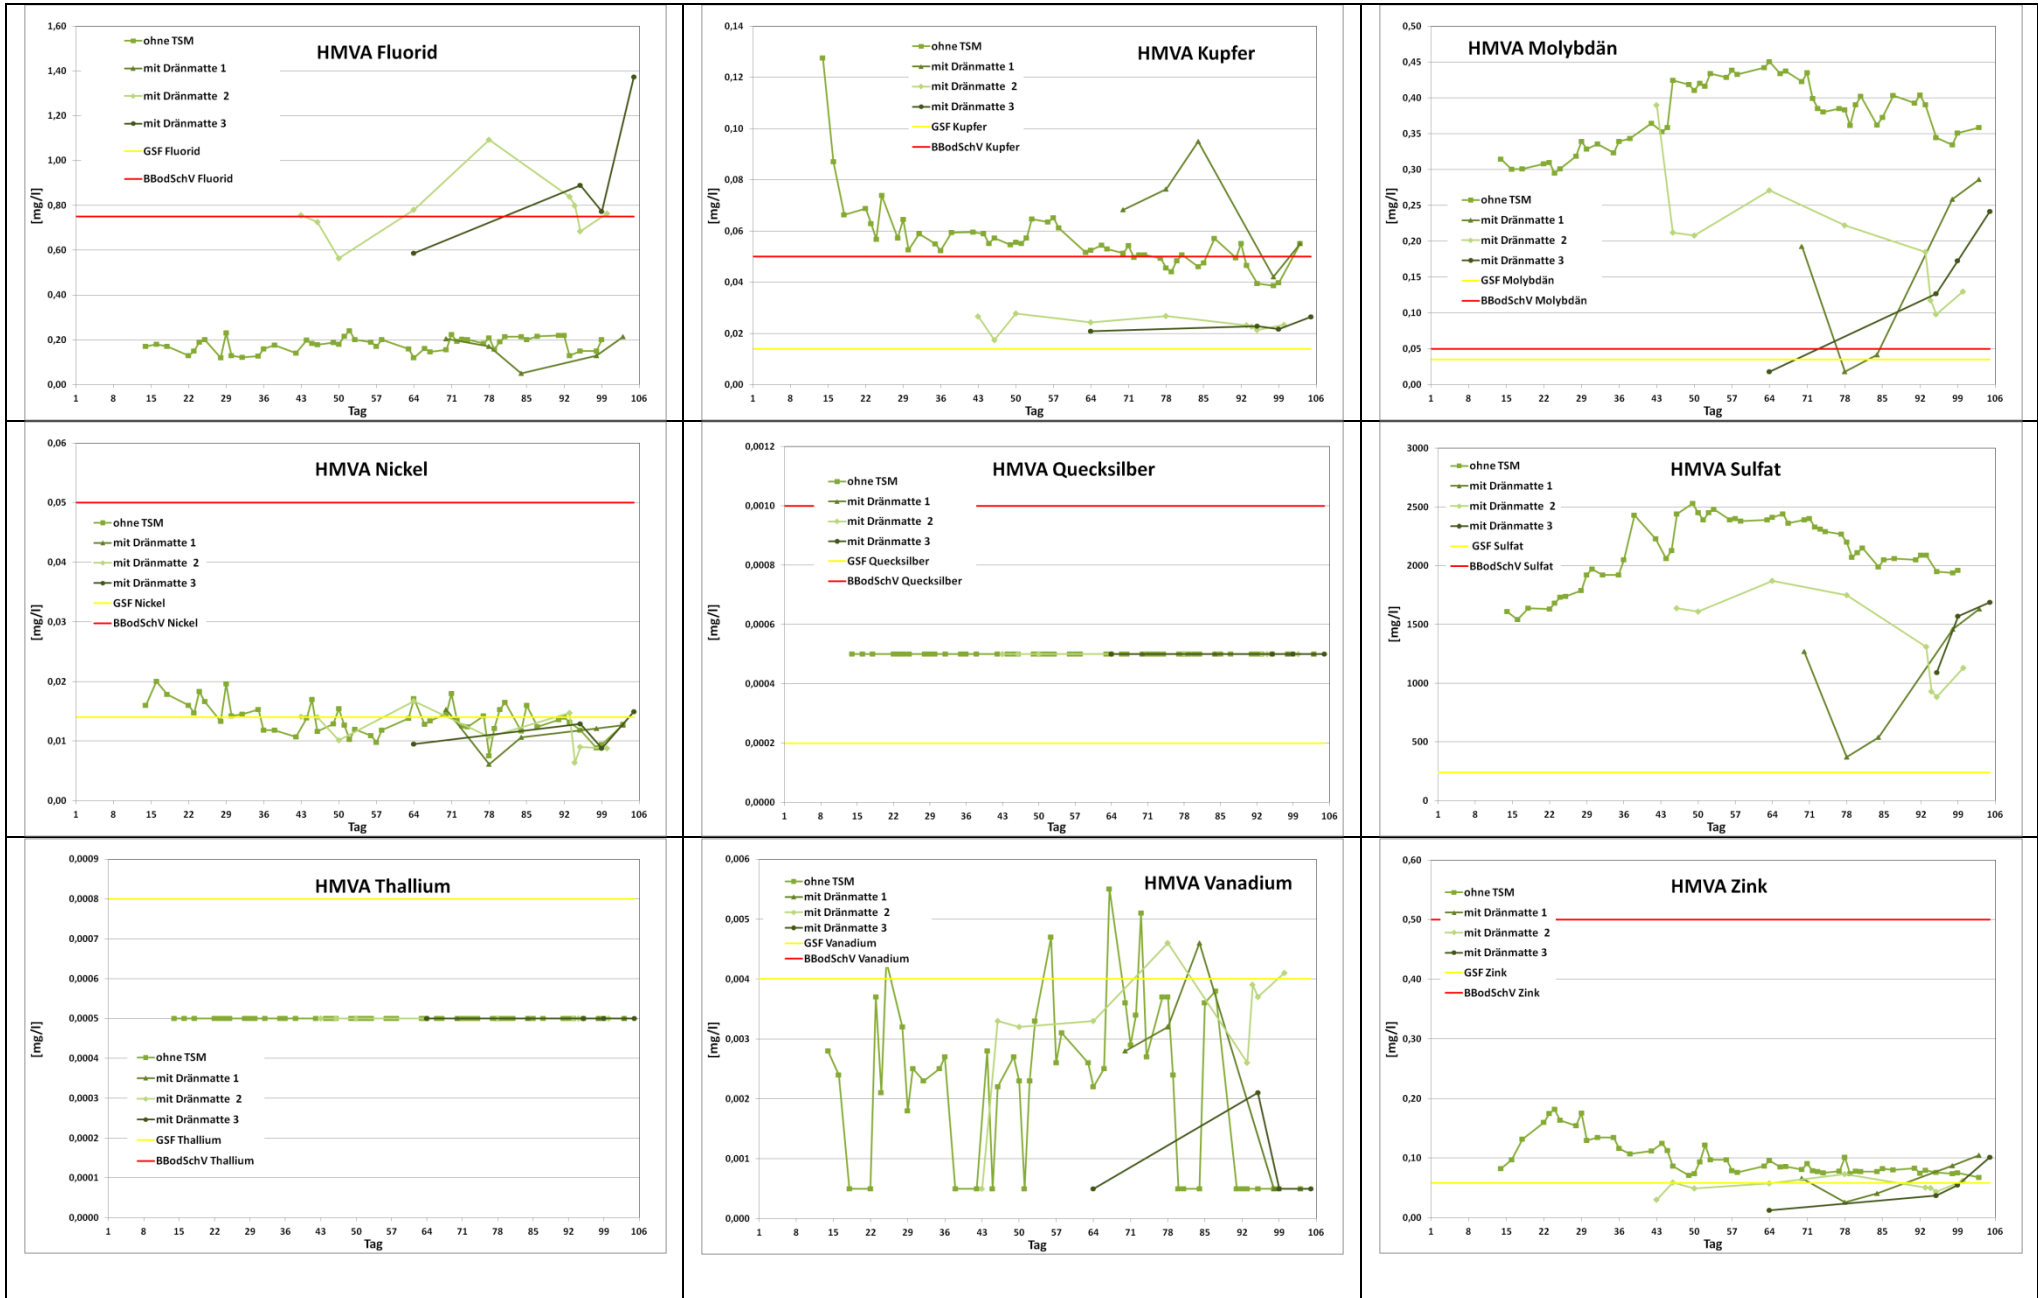 HMVA Fluorid
ohne TSM
mit Dränmatte 1
mit Dränmatte 2
mit Dränmatte 3
GSF Fluorid
BBodSchV Fluorid
[mg/l]
1,60
1,40
1,20
1,00
0,80
0,60
0,40
0,20
0,00
1 8 15 22 29 36 43 50 57 64 71 78 85 92 99 106
Tag
HMVA Kupfer
ohne TSM
mit Dränmatte 1
mit Dränmatte 2
mit Dränmatte 3
GSF Kupfer
BBodSchV Kupfer
[mg/l]
0,14
0,12
0,10
0,08
0,06
0,04
0,02
0,00
1 8 15 22 29 36 43 50 57 64 71 78 85 92 99 106
Tag
HMVA Molybdän
ohne TSM
mit Dränmatte 1
mit Dränmatte 2
mit Dränmatte 3
GSF Molybdän
BBodSchV Molybdän
[mg/l]
0,50
0,45
0,40
0,35
0,30
0,25
0,20
0,15
0,10
0,05
0,00
1 8 15 22 29 36 43 50 57 64 71 78 85 92 99 106
Tag
HMVA Nickel
ohne TSM
mit Dränmatte 1
mit Dränmatte 2
mit Dränmatte 3
GSF Nickel
BBodSchV Nickel
[mg/l]
0,06
0,05
0,04
0,03
0,02
0,01
0,00
1 8 15 22 29 36 43 50 57 64 71 78 85 92 99 106
Tag
HMVA Quecksilber
ohne TSM
mit Dränmatte 1
mit Dränmatte 2
mit Dränmatte 3
GSF Quecksilber
BBodSchV Quecksilber
[mg/l]
0,0012
0,0010
0,0008
0,0006
0,0004
0,0002
0,0000
1 8 15 22 29 36 43 50 57 64 71 78 85 92 99 106
Tag
HMVA Sulfat
ohne TSM
mit Dränmatte 1
mit Dränmatte 2
mit Dränmatte 3
GSF Sulfat
BBodSchV Sulfat
[mg/l]
3000
2500
2000
1500
1000
500
0
1 8 15 22 29 36 43 50 57 64 71 78 85 92 99 106
Tag
HMVA Thallium
ohne TSM
mit Dränmatte 1
mit Dränmatte 2
mit Dränmatte 3
GSF Thallium
BBodSchV Thallium
[mg/l]
0,0009
0,0008
0,0007
0,0006
0,0005
0,0004
0,0003
0,0002
0,0001
0,0000
1 8 15 22 29 36 43 50 57 64 71 78 85 92 99 106
Tag
HMVA Vanadium
ohne TSM
mit Dränmatte 1
mit Dränmatte 2
mit Dränmatte 3
GSF Vanadium
BBodSchV Vanadium
[mg/l]
0,006
0,005
0,004
0,003
0,002
0,001
0,000
1 8 15 22 29 36 43 50 57 64 71 78 85 92 99 106
Tag
HMVA Zink
ohne TSM
mit Dränmatte 1
mit Dränmatte 2
mit Dränmatte 3
GSF Zink
BBodSchV Zink
[mg/l]
0,60
0,50
0,40
0,30
0,20
0,10
0,00
1 8 15 22 29 36 43 50 57 64 71 78 85 92 99 106
Tag